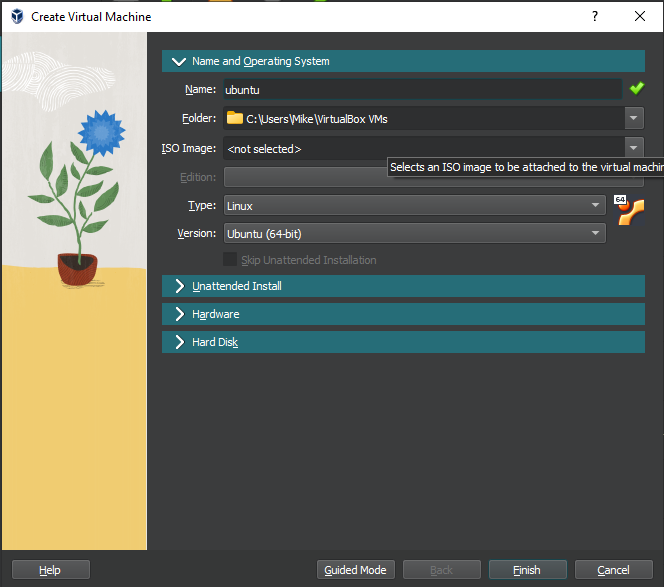 Create Virtual Machine
?
Name and Operating System
Name: ubuntu
Folder: C:\Users\Mike\VirtualBox VMs
ISO Image: <not selected>
Selects an ISO image to be attached to the virtual machin
Edition:
Type: Linux
64
Version: Ubuntu (64-bit)
Skip Unattended Installation
Unattended Install
Hardware
Hard Disk
Help Guided Mode Back Finish Cancel